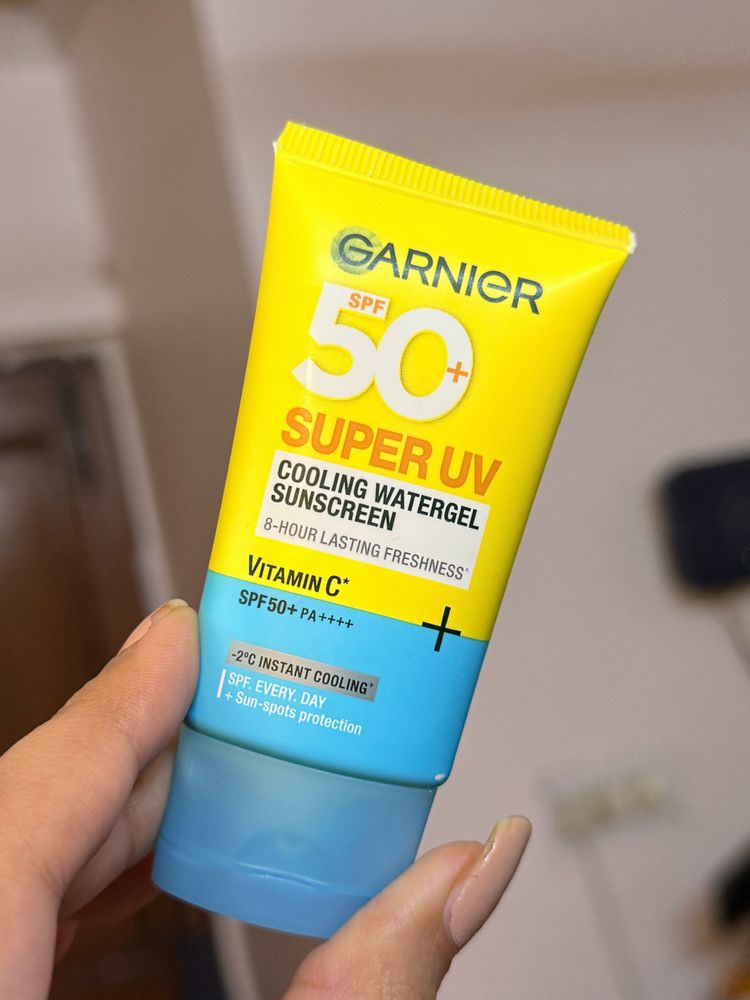 GARNIER
SPF
50+
SUPER UV
COOLING WATERGEL
SUNSCREEN
8-HOUR LASTING FRESHNESS^
VITAMIN C*
SPF50+ PA++++
+
-2°C INSTANT COOLING+
SPF. EVERY. DAY
+ Sun-spots protection